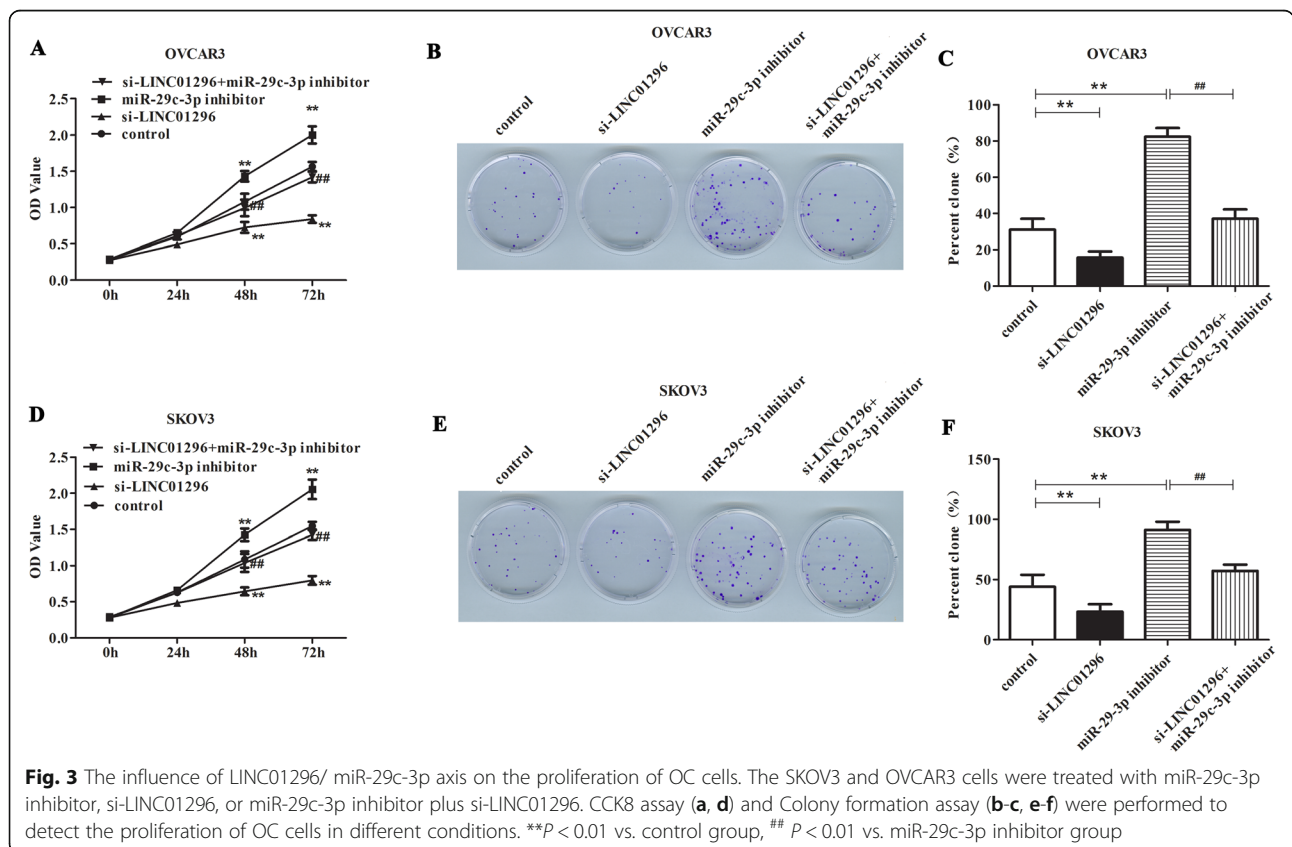 A
OVCAR3
si-LINC01296+miR-29c-3p inhibitor
miR-29c-3p inhibitor
si-LINC01296
control
OD Value
2.5
2.0
1.5
1.0
0.5
0.0
0h 24h 48h 72h
**
**
##
##
**
**
B
OVCAR3
control
si-LINC01296
miR-29c-3p inhibitor
si-LINC01296+
miR-29c-3p inhibitor
C
OVCAR3
Percent clone (%)
100
80
60
40
20
0
**
**
##
control
si-LINC01296
miR-29-3p inhibitor
si-LINC01296+
miR-29c-3p inhibitor
D
SKOV3
si-LINC01296+miR-29c-3p inhibitor
miR-29c-3p inhibitor
si-LINC01296
control
OD Value
2.5
2.0
1.5
1.0
0.5
0.0
0h 24h 48h 72h
**
**
##
##
**
**
E
SKOV3
control
si-LINC01296
miR-29c-3p inhibitor
si-LINC01296+
miR-29c-3p inhibitor
F
SKOV3
Percent clone (%)
150
100
50
0
**
**
##
control
si-LINC01296
miR-29-3p inhibitor
si-LINC01296+
miR-29c-3p inhibitor
Fig. 3 The influence of LINC01296/ miR-29c-3p axis on the proliferation of OC cells. The SKOV3 and OVCAR3 cells were treated with miR-29c-3p
inhibitor, si-LINC01296, or miR-29c-3p inhibitor plus si-LINC01296. CCK8 assay (a, d) and Colony formation assay (b-c, e-f) were performed to
detect the proliferation of OC cells in different conditions. **P < 0.01 vs. control group, ## P < 0.01 vs. miR-29c-3p inhibitor group